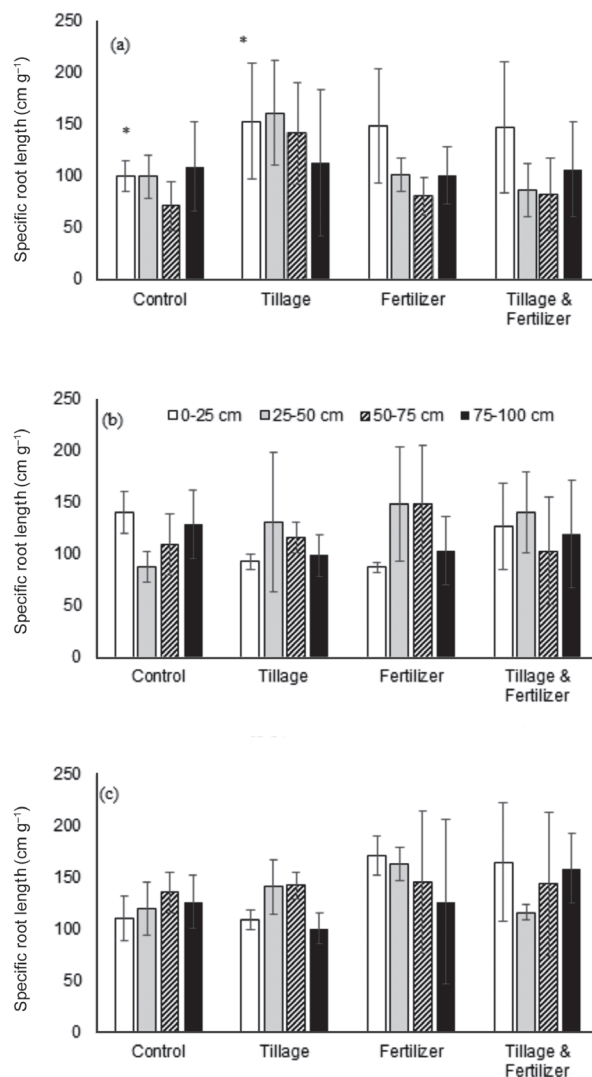 Specific root length (cm g⁻¹)
(a)
250
200
150
100
50
0
*
*
Control
Tillage
Fertilizer
Tillage &
Fertilizer
Specific root length (cm g⁻¹)
(b)
0-25 cm
25-50 cm
50-75 cm
75-100 cm
250
200
150
100
50
0
Control
Tillage
Fertilizer
Tillage &
Fertilizer
Specific root length (cm g⁻¹)
(c)
250
200
150
100
50
0
Control
Tillage
Fertilizer
Tillage &
Fertilizer